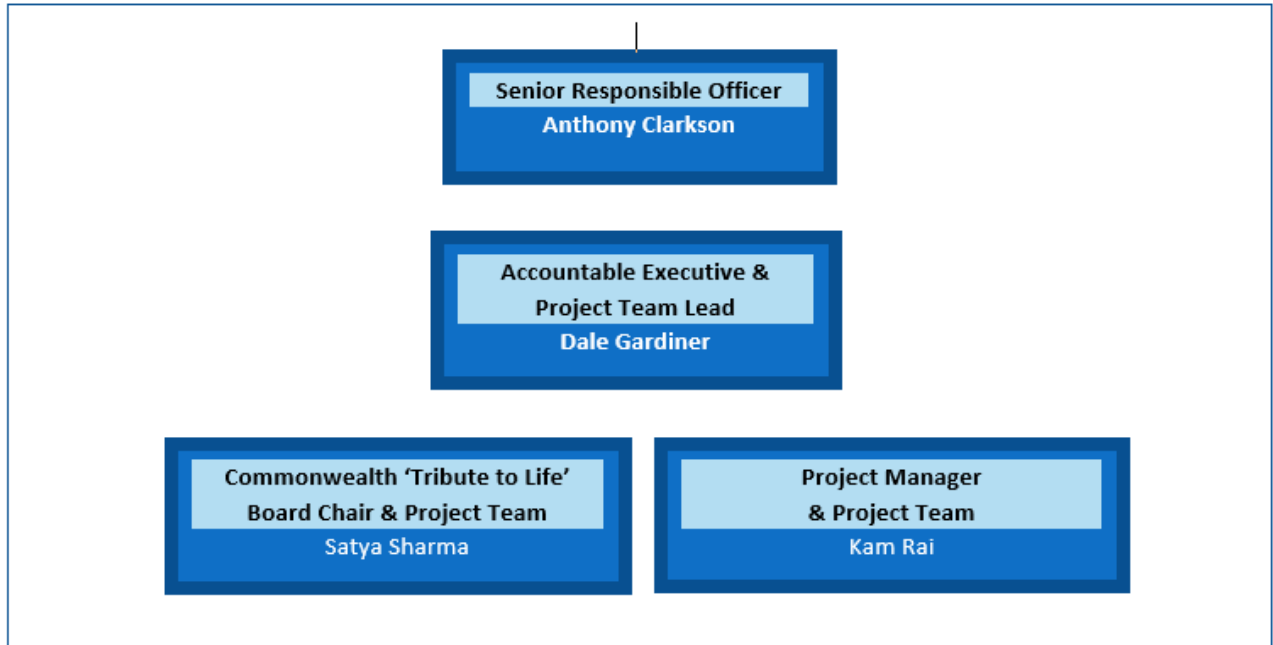 Senior Responsible Officer
Anthony Clarkson
Accountable Executive &
Project Team Lead
Dale Gardiner
Commonwealth ‘Tribute to Life’
Board Chair & Project Team
Satya Sharma
Project Manager
& Project Team
Kam Rai